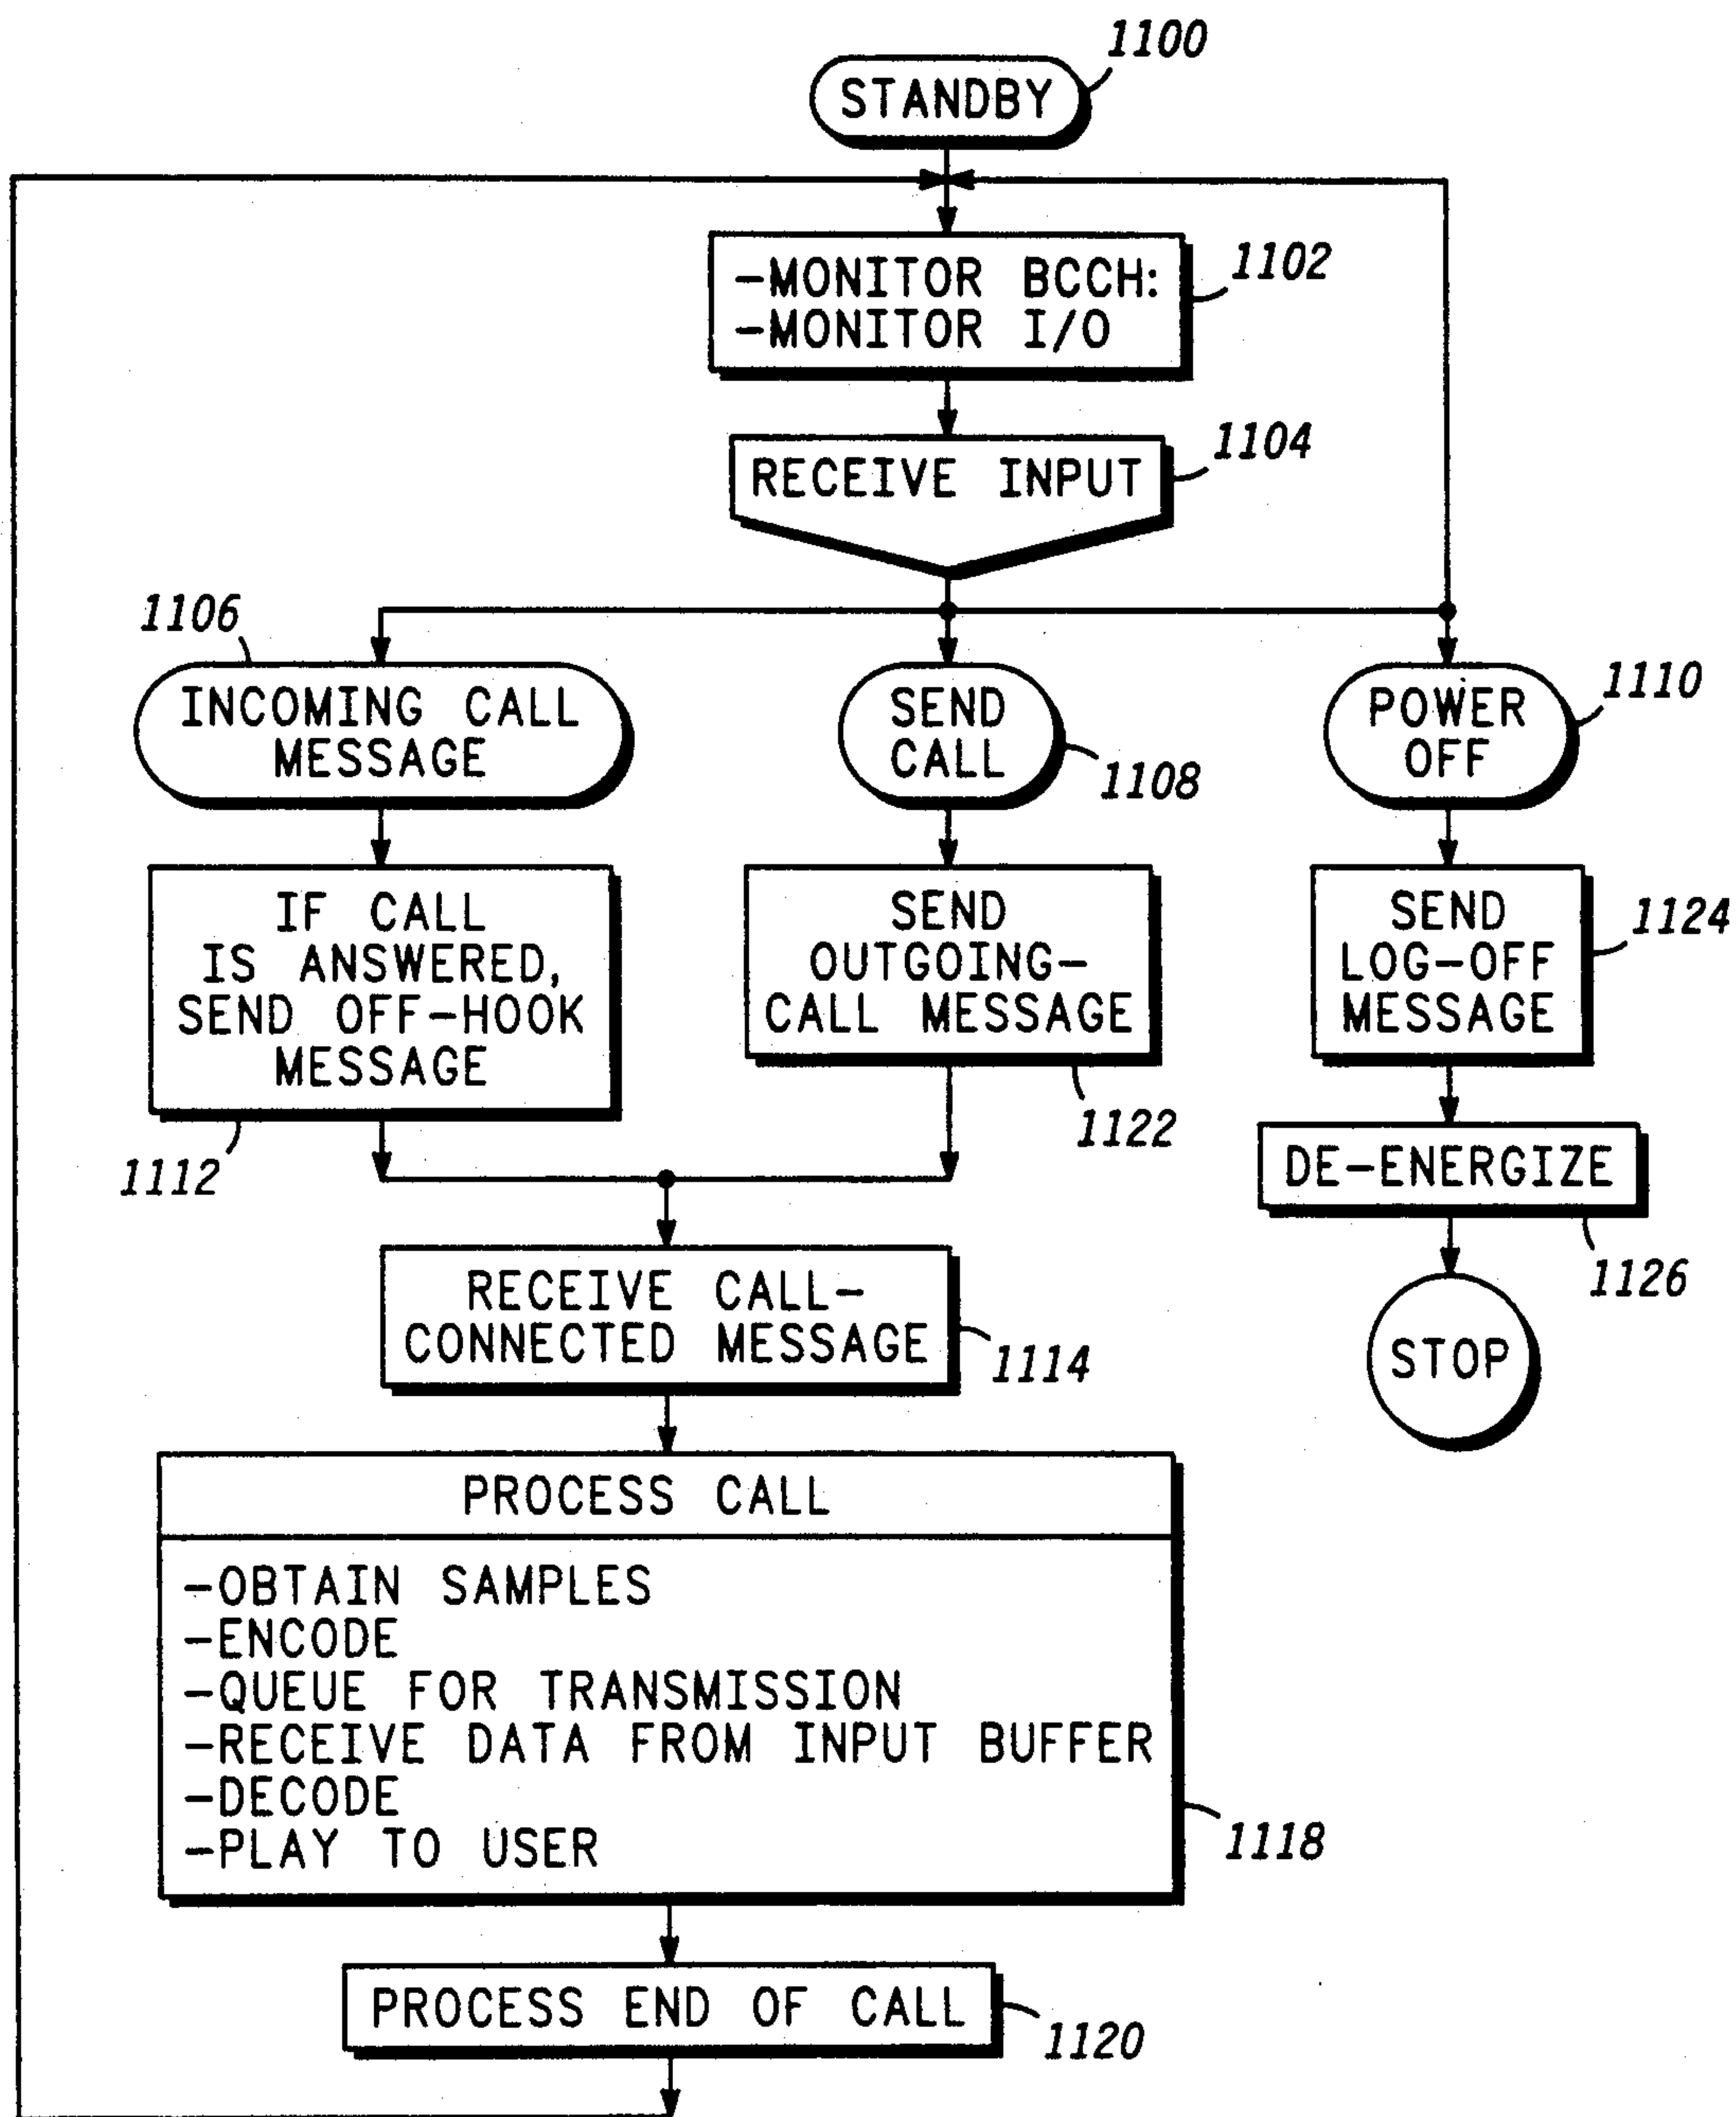 1100
STANDBY
-MONITOR BCCH:
-MONITOR I/O
1102
RECEIVE INPUT
1104
1106
INCOMING CALL
MESSAGE
SEND
CALL
1108
POWER
OFF
1110
IF CALL
IS ANSWERED,
SEND OFF-HOOK
MESSAGE
1112
SEND
OUTGOING-
CALL MESSAGE
1122
SEND
LOG-OFF
MESSAGE
1124
DE-ENERGIZE
1126
STOP
RECEIVE CALL-
CONNECTED MESSAGE
1114
PROCESS CALL
-OBTAIN SAMPLES
-ENCODE
-QUEUE FOR TRANSMISSION
-RECEIVE DATA FROM INPUT BUFFER
-DECODE
-PLAY TO USER
1118
PROCESS END OF CALL
1120